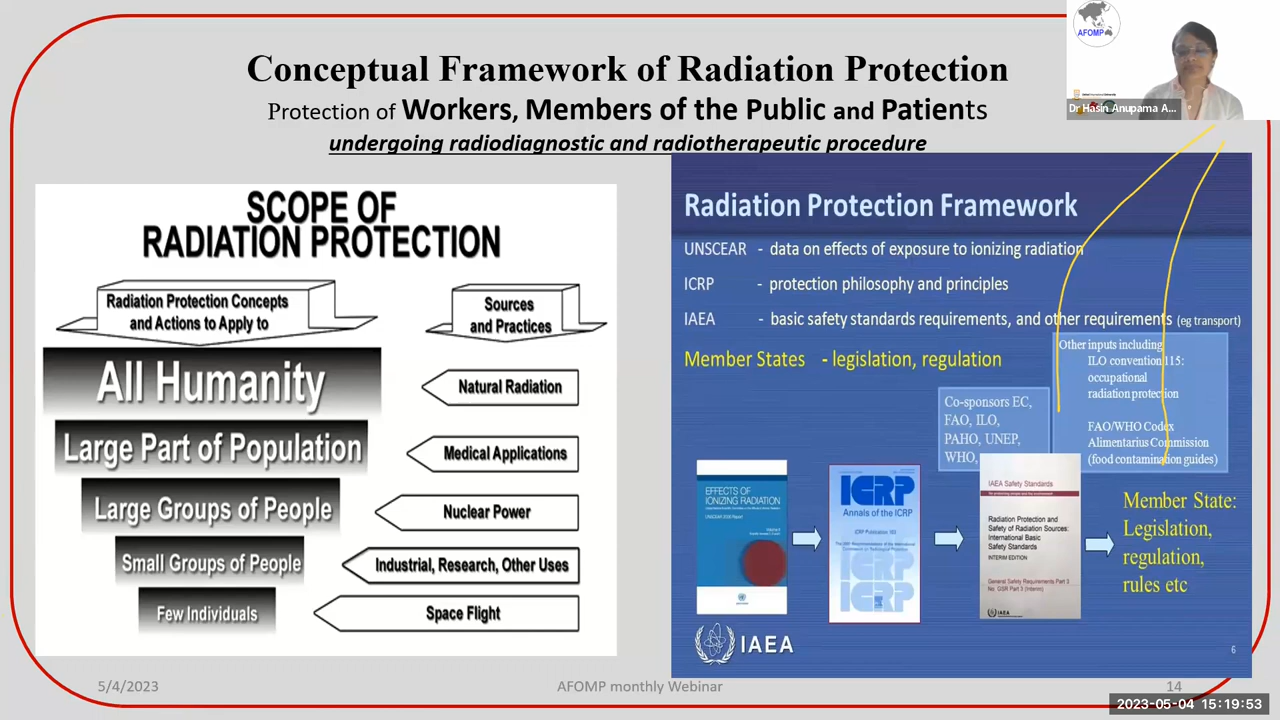 Conceptual Framework of Radiation Protection
Protection of Workers, Members of the Public and Patients
undergoing radiodiagnostic and radiotherapeutic procedure
AFOMP
Dr Hasin Anupama A...
SCOPE OF
RADIATION PROTECTION
Radiation Protection Concepts
and Actions to Apply to
Sources
and Practices
All Humanity
Natural Radiation
Large Part of Population
Medical Applications
Large Groups of People
Nuclear Power
Small Groups of People
Industrial, Research, Other Uses
Few Individuals
Space Flight
Radiation Protection Framework
UNSCEAR - data on effects of exposure to ionizing radiation
ICRP - protection philosophy and principles
IAEA - basic safety standards requirements, and other requirements (eg transport)
Member States - legislation, regulation
Other inputs including
ILO convention 115:
occupational
radiation protection
FAO/WHO Codex
Alimentarius Commission
(food contamination guides)
Co-sponsors EC,
FAO, ILO,
PAHO, UNEP,
WHO,
EFFECTS OF
IONIZING RADIATION
ICRP
Annals of the ICRP
ICRP Publication 103
IAEA Safety Standards
Radiation Protection and
Safety of Radiation Sources:
International Basic
Safety Standards
INTERIM EDITION
General Safety Requirements Part 3
No. GSR Part 3 (Interim)
IAEA
Member State:
Legislation,
regulation,
rules etc
IAEA
6
5/4/2023
AFOMP monthly Webinar
14
2023-05-04 15:19:53